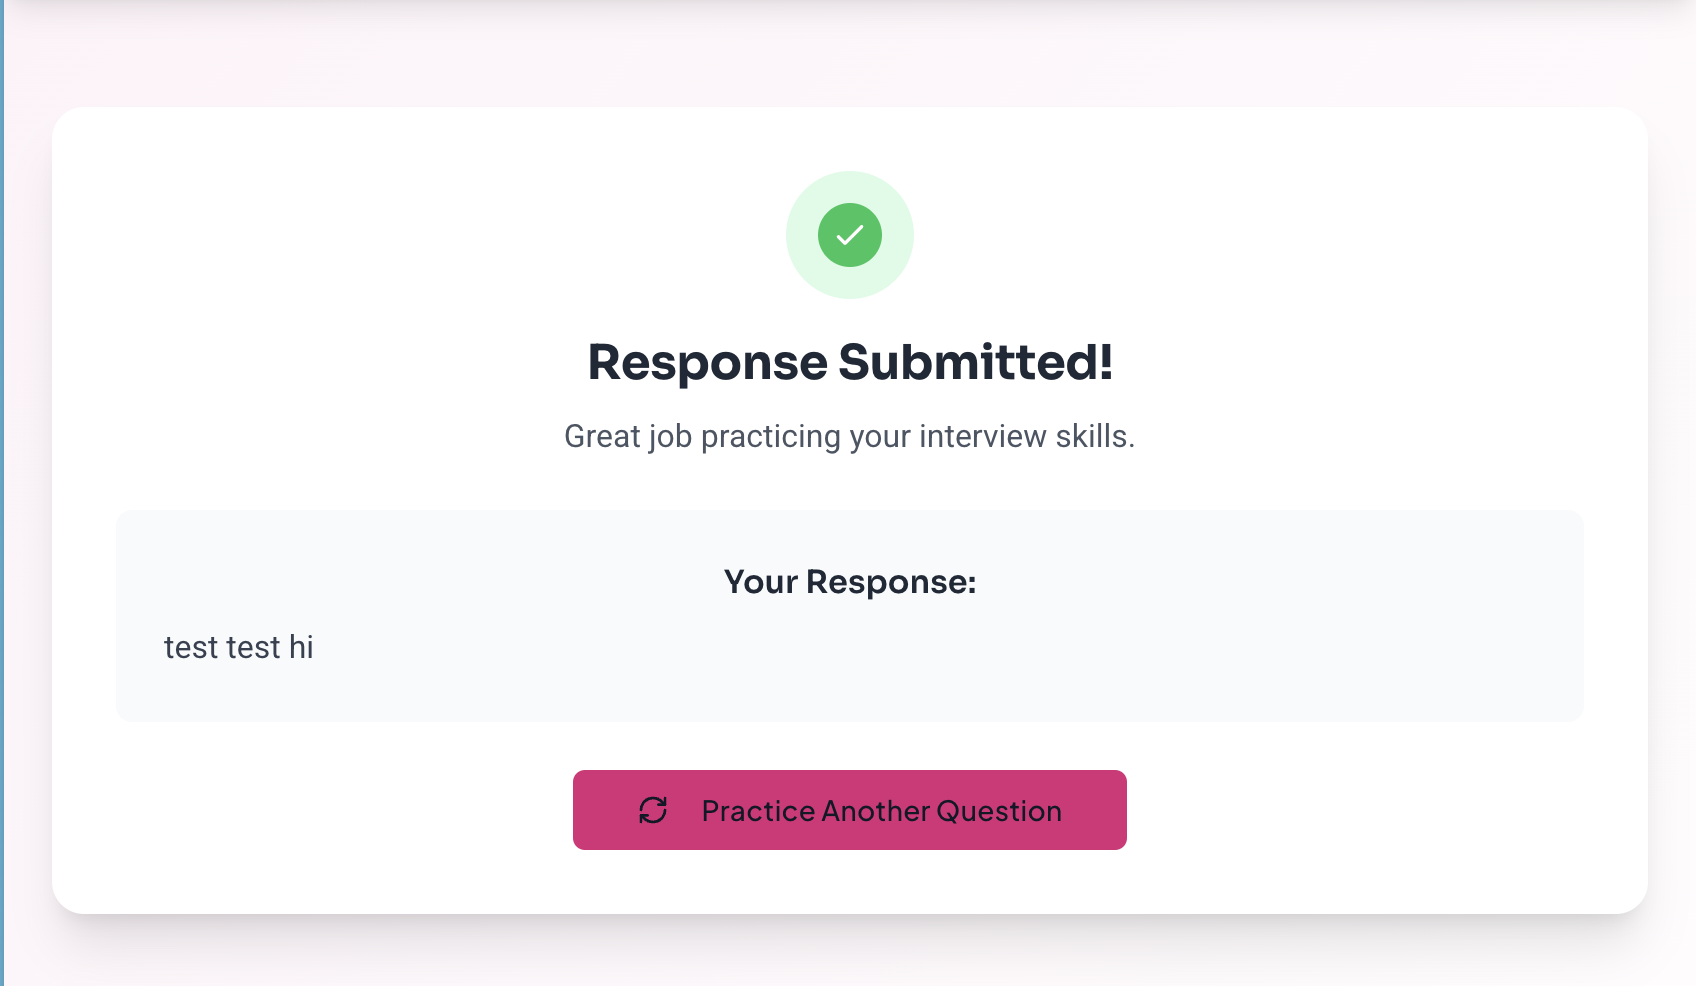 Response Submitted!
Great job practicing your interview skills.
Your Response:
test test hi
Practice Another Question